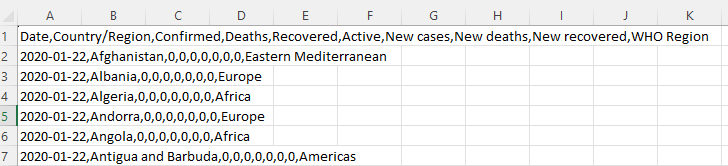 A B C D E F G H I J K
1 Date,Country/Region,Confirmed,Deaths,Recovered,Active,New cases,New deaths,New recovered,WHO Region
2 2020-01-22,Afghanistan,0,0,0,0,0,0,0,Eastern Mediterranean
3 2020-01-22,Albania,0,0,0,0,0,0,0,Europe
4 2020-01-22,Algeria,0,0,0,0,0,0,0,Africa
5 2020-01-22,Andorra,0,0,0,0,0,0,0,Europe
6 2020-01-22,Angola,0,0,0,0,0,0,0,Africa
7 2020-01-22,Antigua and Barbuda,0,0,0,0,0,0,0,Americas